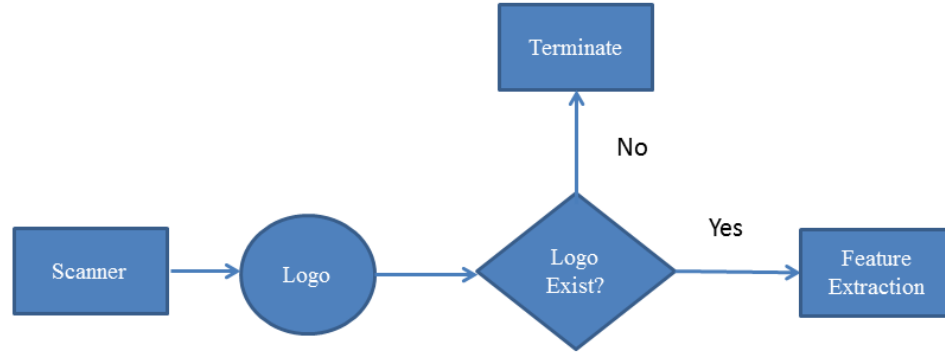 Terminate
No
Yes
Scanner
Logo
Logo
Exist?
Feature
Extraction